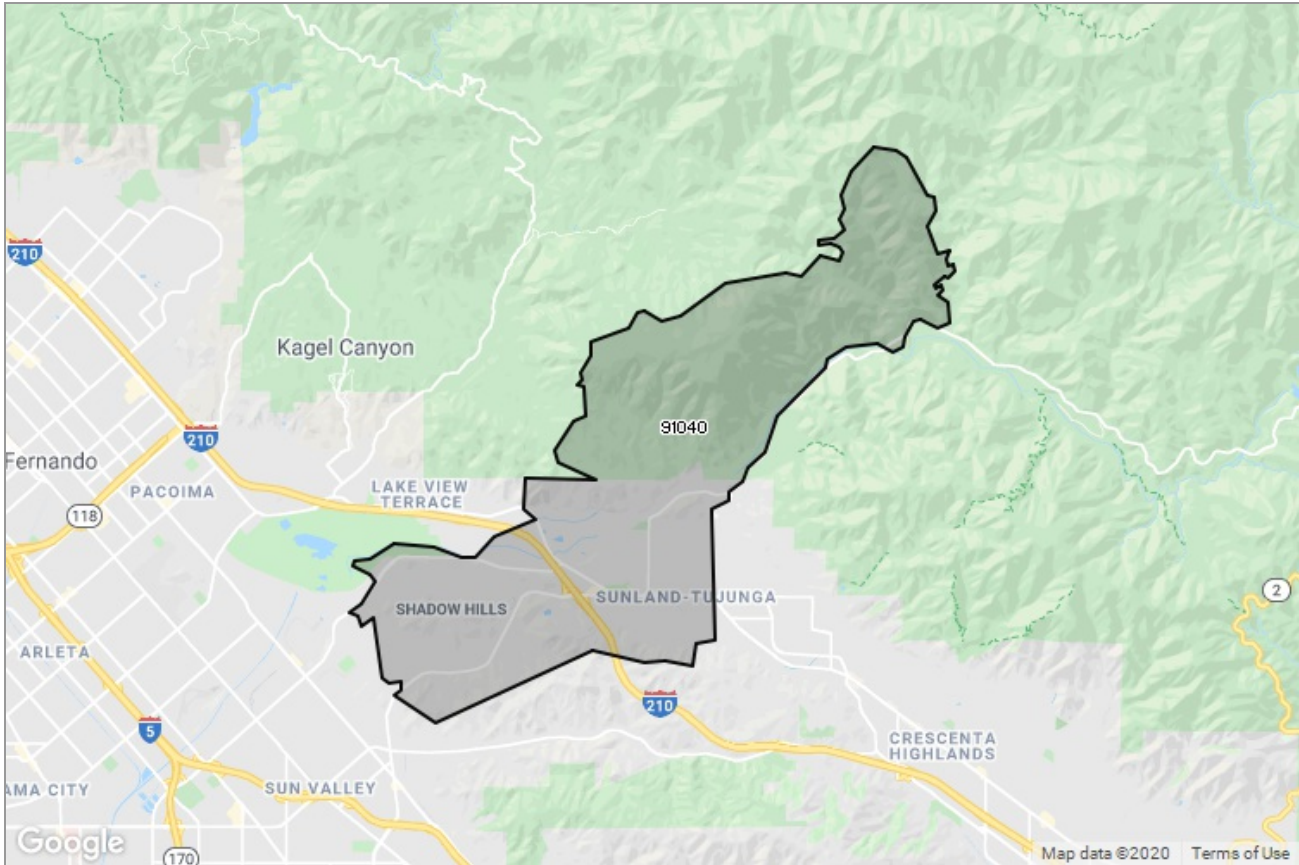 210
Kagel Canyon
91040
210
Fernando
PACOIMA
LAKE VIEW
TERRACE
118
SHADOW HILLS
SUNLAND-TUJUNGA
2
ARLETA
210
5
CRESCENTA
HIGHLANDS
AMA CITY
SUN VALLEY
Google
170
Map data ©2020 Terms of Use